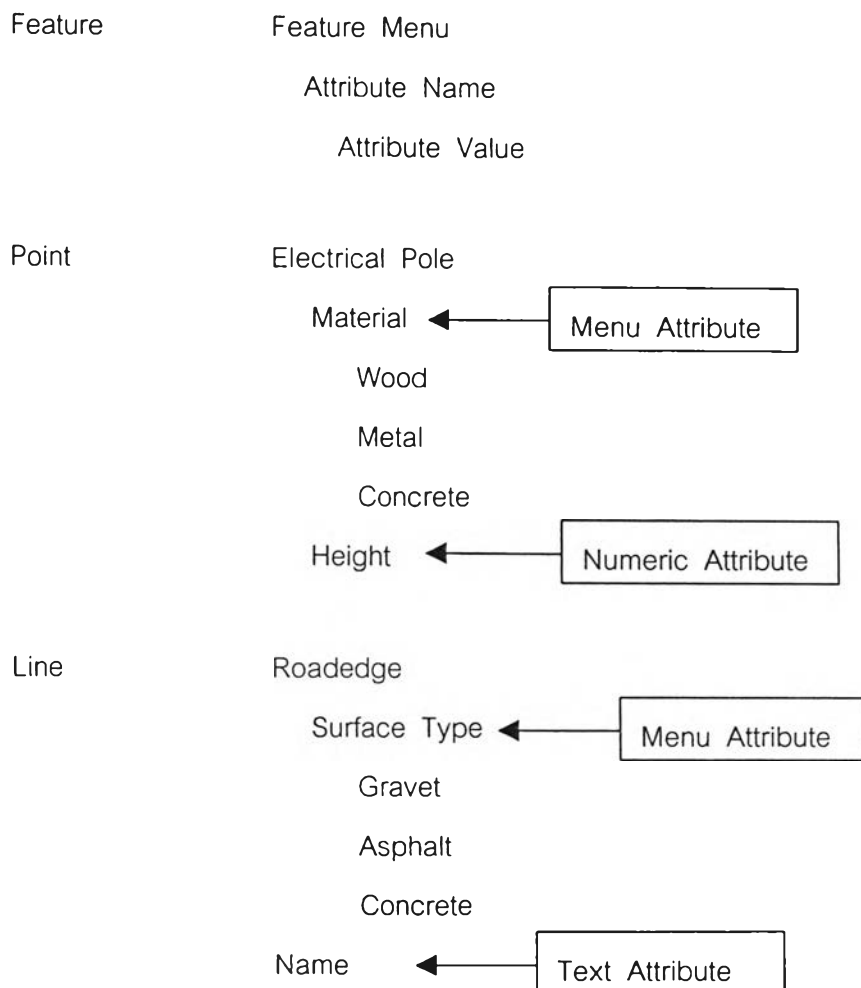 Feature Feature Menu
Attribute Name
Attribute Value
Point Electrical Pole
Material Menu Attribute
Wood
Metal
Concrete
Height Numeric Attribute
Line Roadedge
Surface Type Menu Attribute
Gravet
Asphalt
Concrete
Name Text Attribute